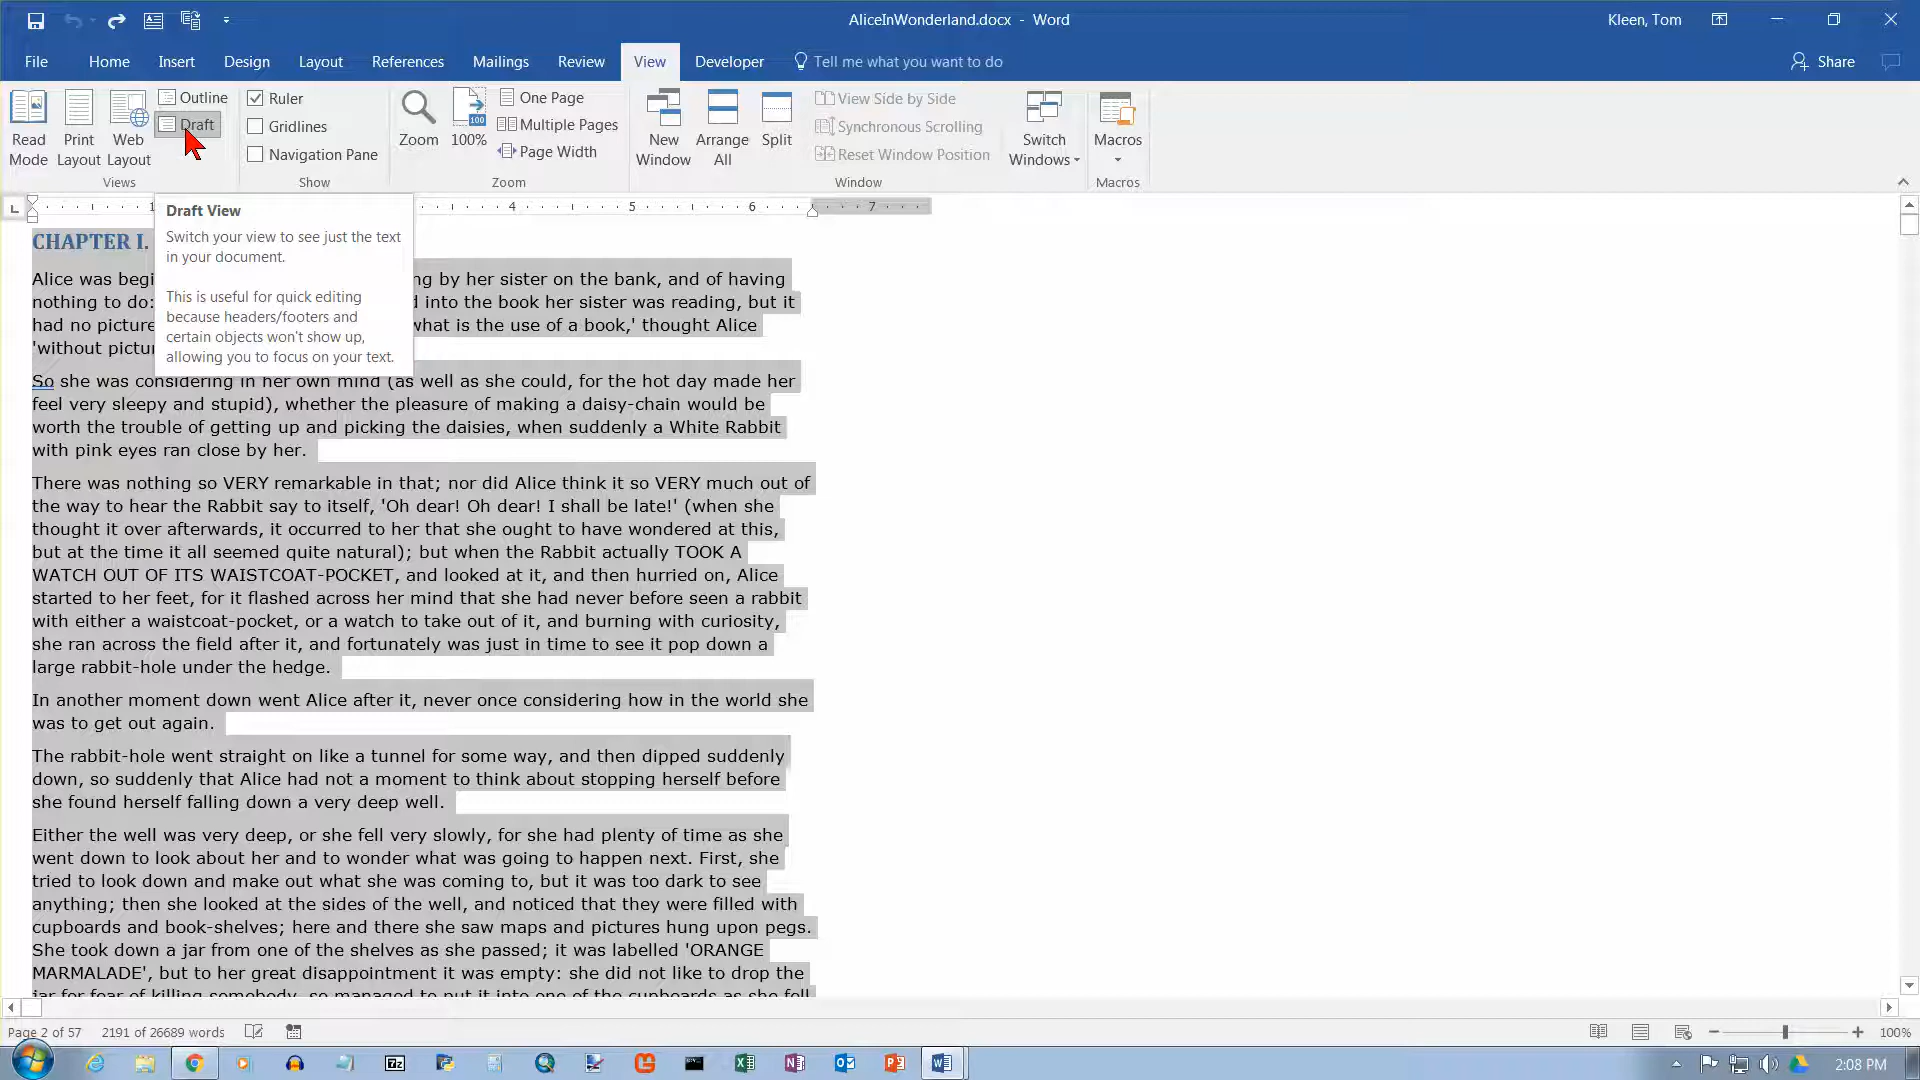 AliceInWonderland.docx - Word
Kleen, Tom
File Home Insert Design Layout References Mailings Review View Developer Tell me what you want to do
Share
Read Mode
Print Layout
Web Layout
Outline
Draft
Views
Ruler
Gridlines
Navigation Pane
Show
Zoom
100
100%
One Page
Multiple Pages
Page Width
Zoom
New Window
Arrange All
Split
View Side by Side
Synchronous Scrolling
Reset Window Position
Window
Switch Windows
Macros
Macros
L
1 4 5 6 7
Draft View
Switch your view to see just the text
in your document.
This is useful for quick editing
because headers/footers and
certain objects won't show up,
allowing you to focus on your text.
CHAPTER I.
Alice was begi ng by her sister on the bank, and of having
nothing to do: d into the book her sister was reading, but it
had no picture what is the use of a book,' thought Alice
'without pictur
So she was considering in her own mind (as well as she could, for the hot day made her
feel very sleepy and stupid), whether the pleasure of making a daisy-chain would be
worth the trouble of getting up and picking the daisies, when suddenly a White Rabbit
with pink eyes ran close by her.
There was nothing so VERY remarkable in that; nor did Alice think it so VERY much out of
the way to hear the Rabbit say to itself, 'Oh dear! Oh dear! I shall be late!' (when she
thought it over afterwards, it occurred to her that she ought to have wondered at this,
but at the time it all seemed quite natural); but when the Rabbit actually TOOK A
WATCH OUT OF ITS WAISTCOAT-POCKET, and looked at it, and then hurried on, Alice
started to her feet, for it flashed across her mind that she had never before seen a rabbit
with either a waistcoat-pocket, or a watch to take out of it, and burning with curiosity,
she ran across the field after it, and fortunately was just in time to see it pop down a
large rabbit-hole under the hedge.
In another moment down went Alice after it, never once considering how in the world she
was to get out again.
The rabbit-hole went straight on like a tunnel for some way, and then dipped suddenly
down, so suddenly that Alice had not a moment to think about stopping herself before
she found herself falling down a very deep well.
Either the well was very deep, or she fell very slowly, for she had plenty of time as she
went down to look about her and to wonder what was going to happen next. First, she
tried to look down and make out what she was coming to, but it was too dark to see
anything; then she looked at the sides of the well, and noticed that they were filled with
cupboards and book-shelves; here and there she saw maps and pictures hung upon pegs.
She took down a jar from one of the shelves as she passed; it was labelled 'ORANGE
MARMALADE', but to her great disappointment it was empty: she did not like to drop the
jar for fear of killing somebody, so managed to put it into one of the cupboards as she fell
Page 2 of 57 2191 of 26689 words
100%
7z
2:08 PM